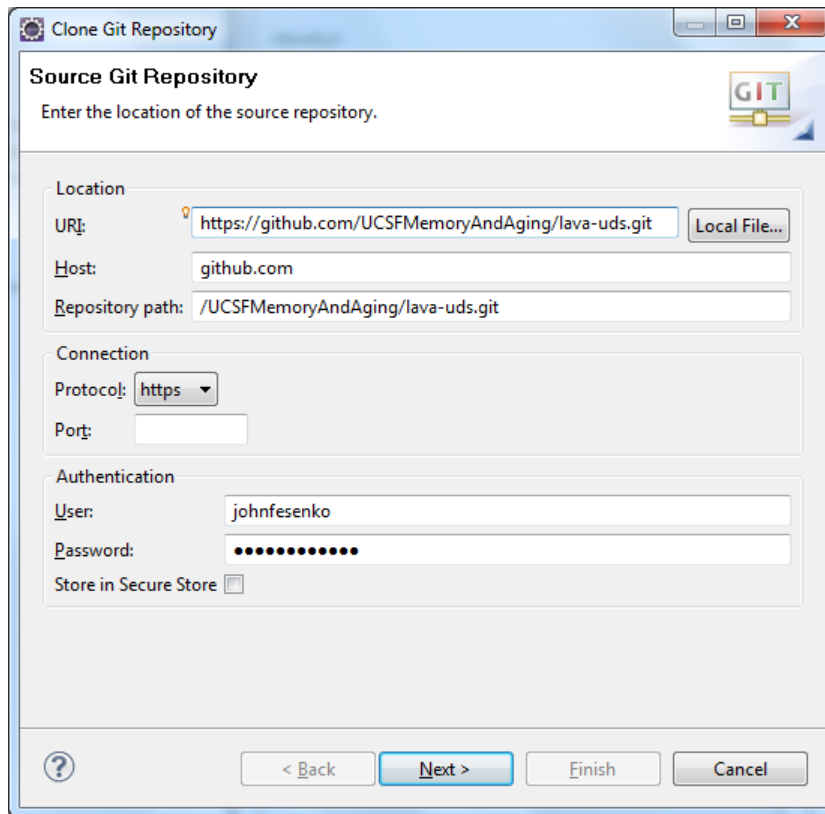 Clone Git Repository
Source Git Repository
Enter the location of the source repository.
GIT
Location
URI: https://github.com/UCSFMemoryAndAging/lava-uds.git Local File...
Host: github.com
Repository path: /UCSFMemoryAndAging/lava-uds.git
Connection
Protocol: https
Port:
Authentication
User: johnfesenko
Password: ●●●●●●●●●●●●
Store in Secure Store
? < Back Next > Finish Cancel